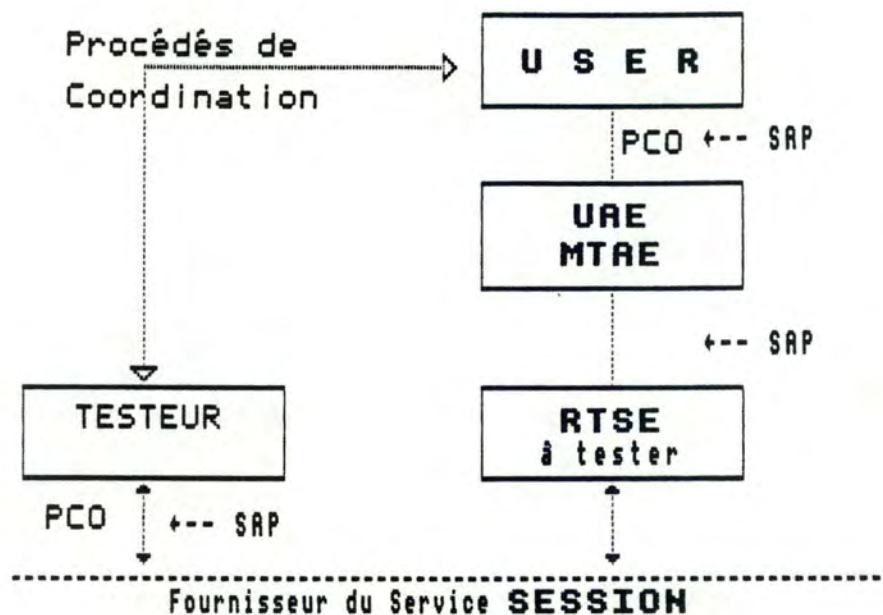 Procédés de
Coordination
U S E R
PCO ←-- SAP
UAE
MTAE
←-- SAP
TESTEUR
RTSE
à tester
PCO ←-- SAP
Fournisseur du Service SESSION